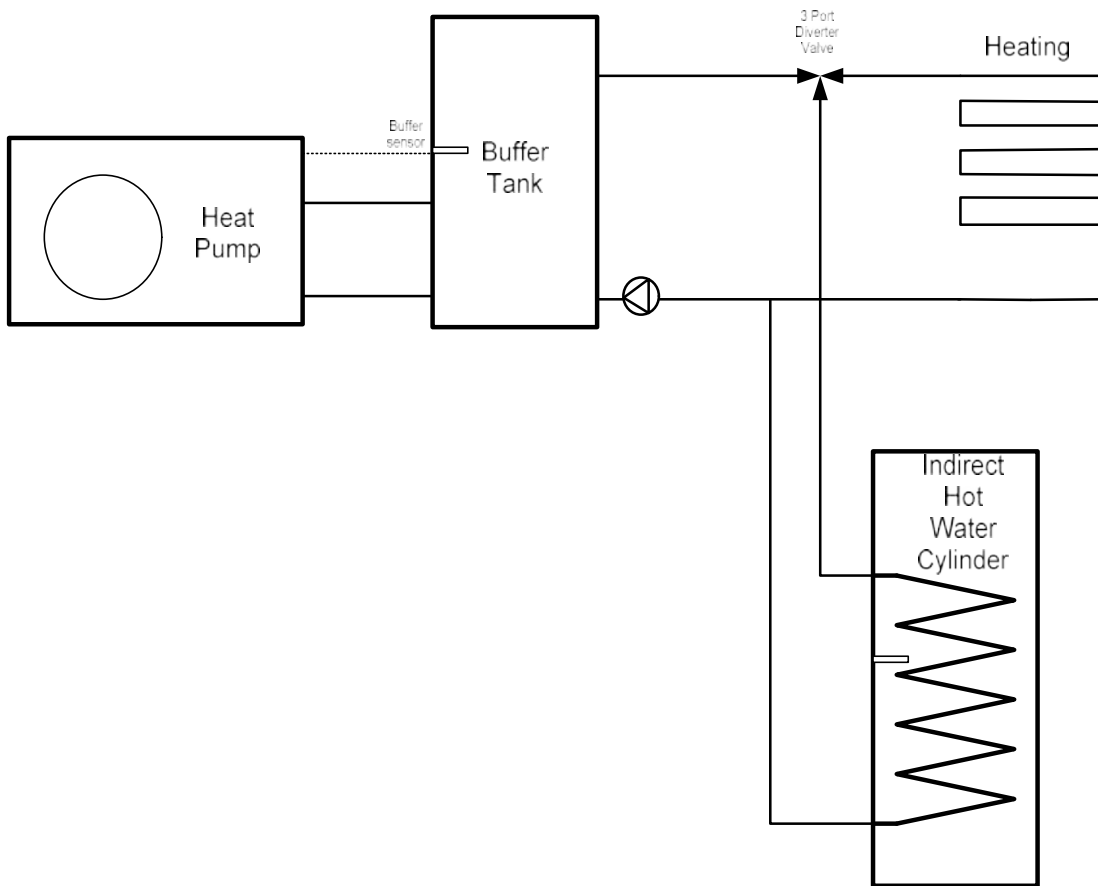 3 Port
Diverter
Valve
Heating
Buffer
sensor
Buffer
Tank
Heat
Pump
Indirect
Hot
Water
Cylinder